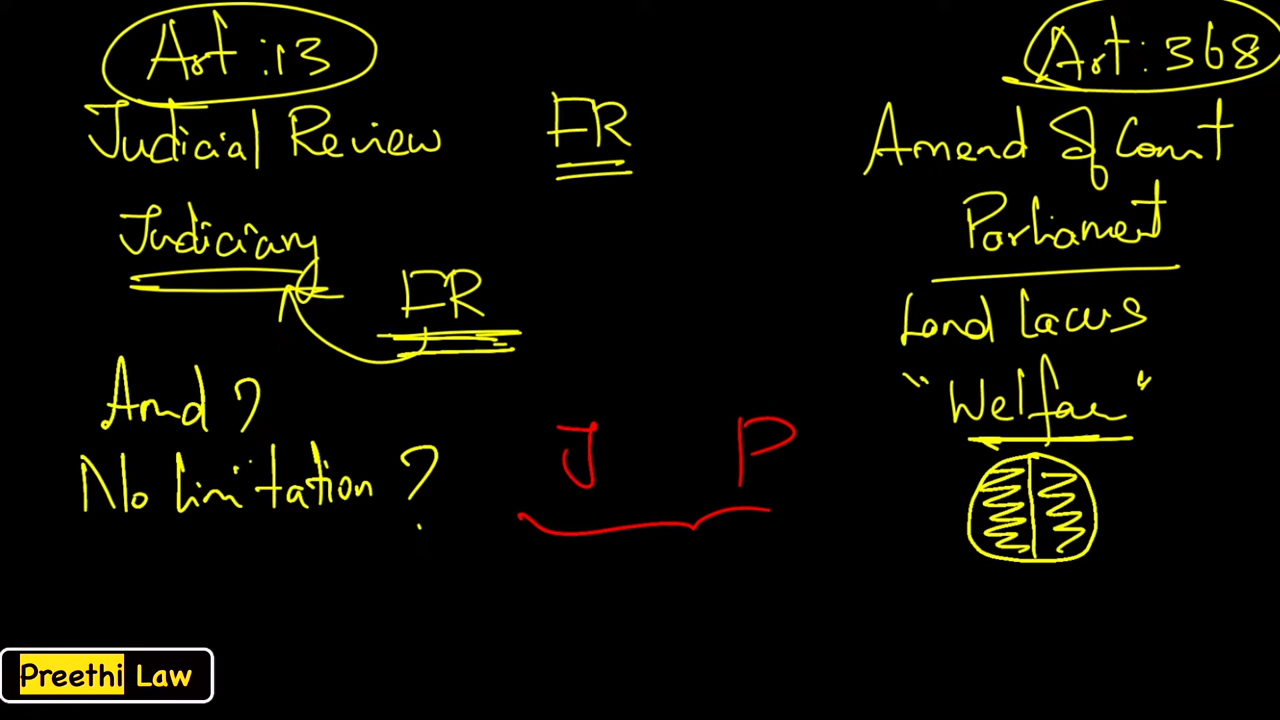 Art : 13
Judicial Review
FR
Judiciary
FR
Amd ?
No limitation ?
J P
Art : 368
Amend of Const
Parliament
Land laws
"Welfare"
Preethi Law